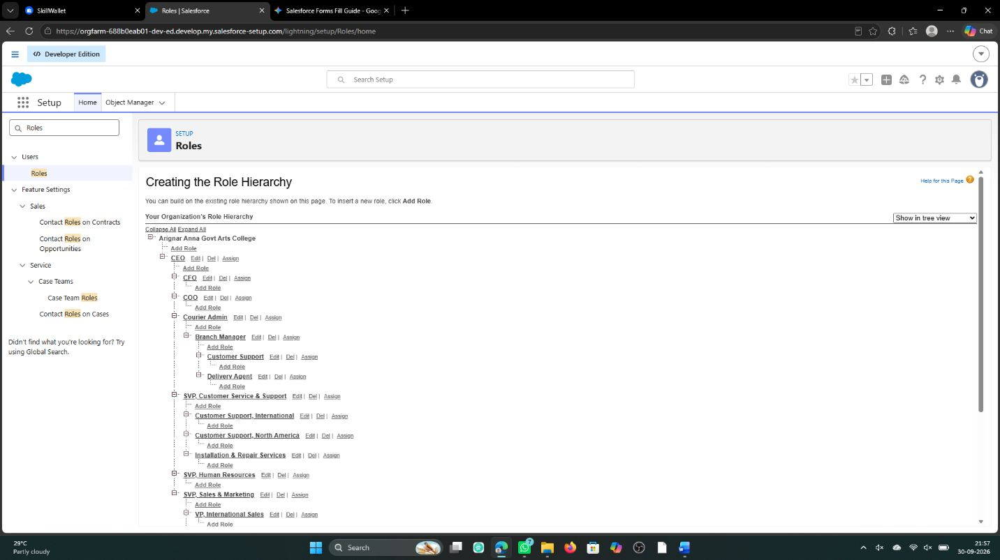 SkillWallet
Roles | Salesforce
Salesforce Forms Fill Guide - Goog
https://orgfarm-688b0eab01-dev-ed.develop.my.salesforce-setup.com/lightning/setup/Roles/home
Chat
Developer Edition
Search Setup
Setup
Home
Object Manager
Roles
Users
Roles
Feature Settings
Sales
Contact Roles on Contracts
Contact Roles on
Opportunities
Service
Case Teams
Case Team Roles
Contact Roles on Cases
Didn't find what you're looking for? Try
using Global Search.
SETUP
Roles
Creating the Role Hierarchy
Help for this Page
You can build on the existing role hierarchy shown on this page. To insert a new role, click Add Role.
Your Organization's Role Hierarchy
Show in tree view
Collapse All Expand All
Arignar Anna Govt Arts College
Add Role
CEO Edit | Del | Assign
Add Role
CFO Edit | Del | Assign
Add Role
COO Edit | Del | Assign
Add Role
Courier Admin Edit | Del | Assign
Add Role
Branch Manager Edit | Del | Assign
Add Role
Customer Support Edit | Del | Assign
Add Role
Delivery Agent Edit | Del | Assign
Add Role
SVP, Customer Service & Support Edit | Del | Assign
Add Role
Customer Support, International Edit | Del | Assign
Add Role
Customer Support, North America Edit | Del | Assign
Add Role
Installation & Repair Services Edit | Del | Assign
Add Role
SVP, Human Resources Edit | Del | Assign
Add Role
SVP, Sales & Marketing Edit | Del | Assign
Add Role
VP, International Sales Edit | Del | Assign
Add Role
29°C
Partly cloudy
Search
7
21:57
30-09-2026